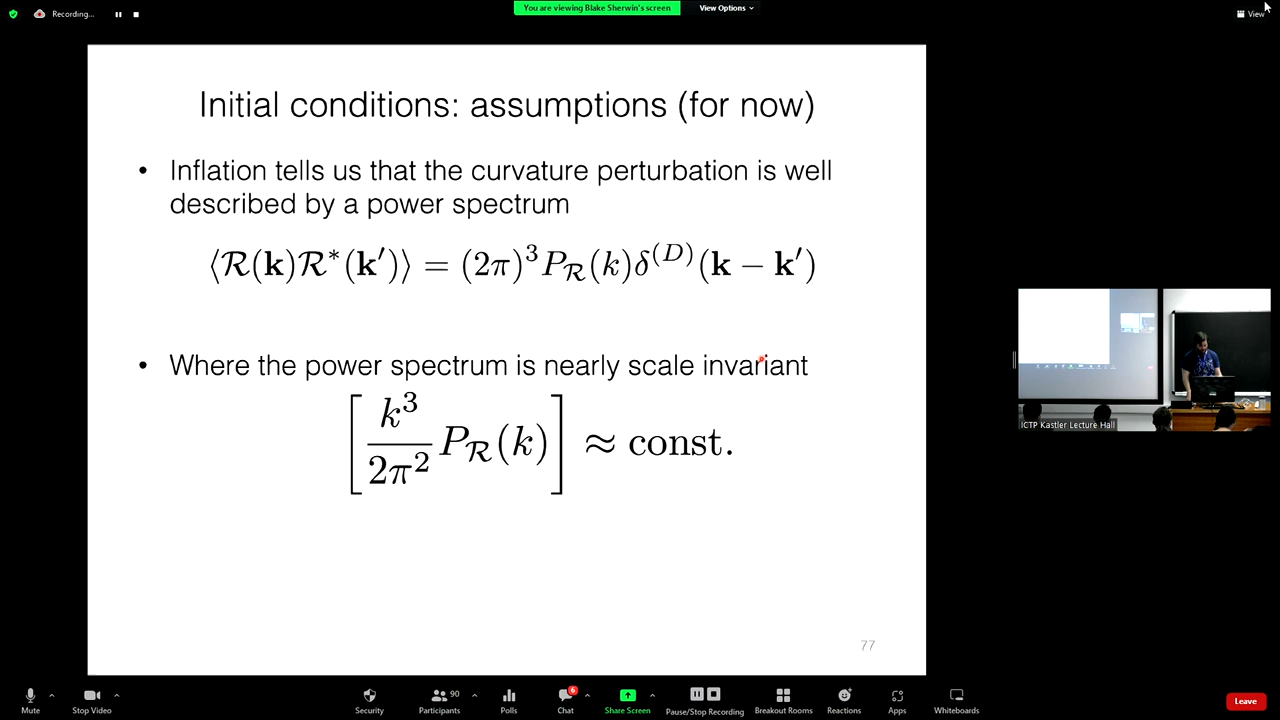 Recording...
You are viewing Blake Sherwin's screen
View Options
View
Initial conditions: assumptions (for now)
• Inflation tells us that the curvature perturbation is well
described by a power spectrum
⟨ℛ(𝐤)ℛ*(𝐤′)⟩ = (2π)³P_ℛ(k)δ^(D)(𝐤 − 𝐤′)
• Where the power spectrum is nearly scale invariant
[k³/2π² P_ℛ(k)] ≈ const.
77
ICTP Kastler Lecture Hall
Mute
Stop Video
Security
90
Participants
Polls
6
Chat
Share Screen
Pause/Stop Recording
Breakout Rooms
Reactions
Apps
Whiteboards
Leave